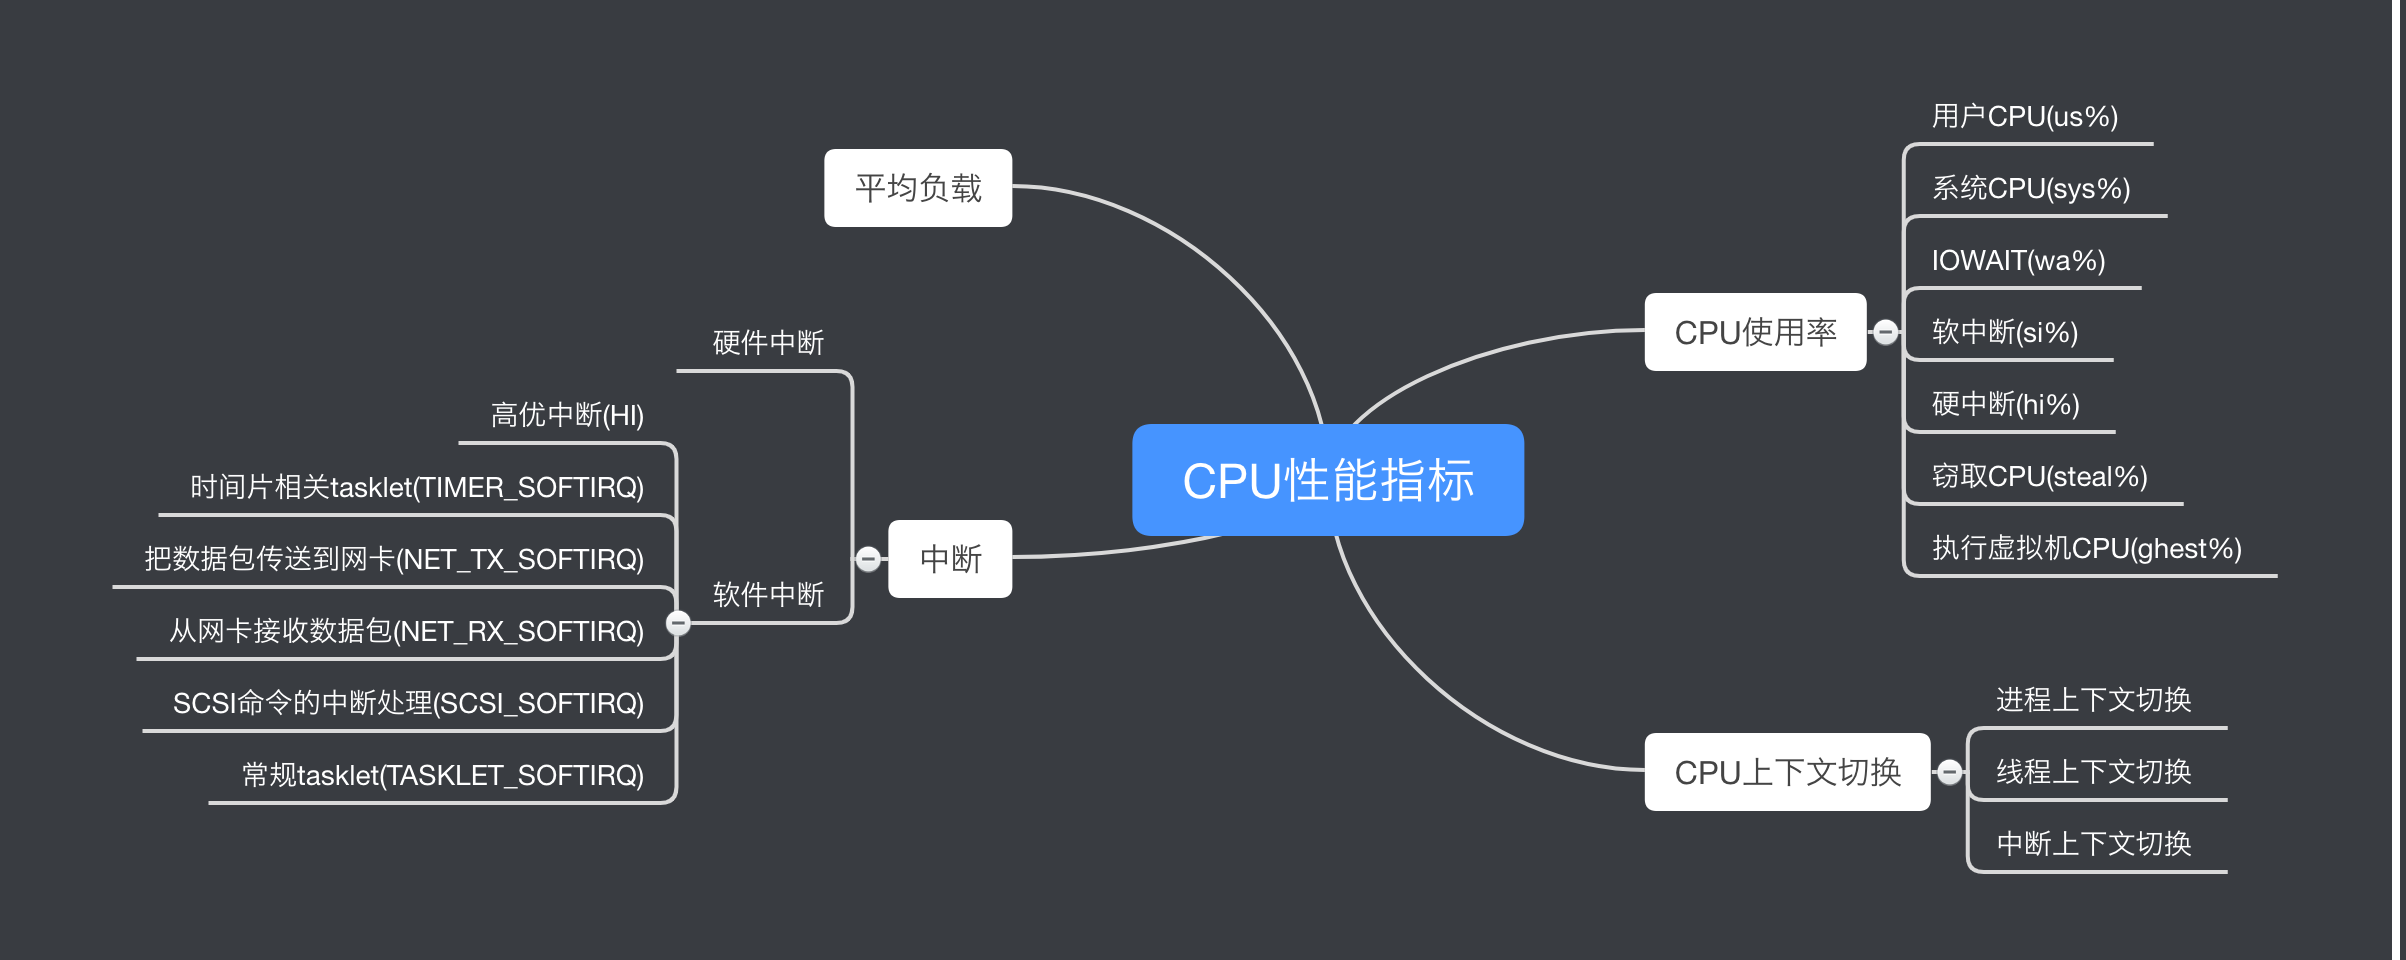 CPU性能指标
平均负载
中断
硬件中断
软件中断
高优中断(HI)
时间片相关tasklet(TIMER_SOFTIRQ)
把数据包传送到网卡(NET_TX_SOFTIRQ)
从网卡接收数据包(NET_RX_SOFTIRQ)
SCSI命令的中断处理(SCSI_SOFTIRQ)
常规tasklet(TASKLET_SOFTIRQ)
CPU使用率
用户CPU(us%)
系统CPU(sys%)
IOWAIT(wa%)
软中断(si%)
硬中断(hi%)
窃取CPU(steal%)
执行虚拟机CPU(ghest%)
CPU上下文切换
进程上下文切换
线程上下文切换
中断上下文切换